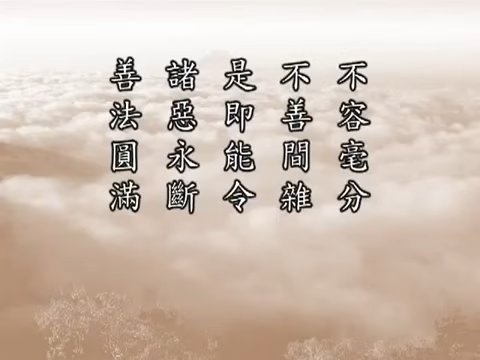 不容毫分
不善間雜
是即能令
諸惡永斷
善法圓滿